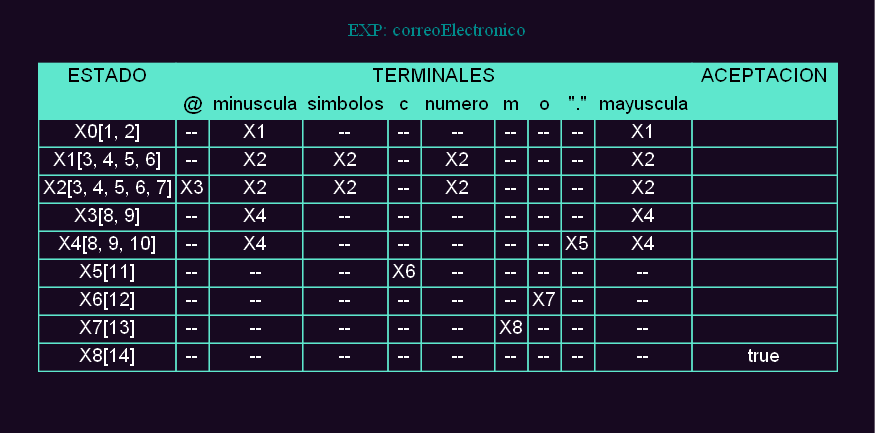 EXP: correoElectronico
ESTADO TERMINALES ACEPTACION
@ minuscula simbolos c numero m o "." mayuscula
X0[1, 2] -- X1 -- -- -- -- -- -- X1
X1[3, 4, 5, 6] -- X2 X2 -- X2 -- -- -- X2
X2[3, 4, 5, 6, 7] X3 X2 X2 -- X2 -- -- -- X2
X3[8, 9] -- X4 -- -- -- -- -- -- X4
X4[8, 9, 10] -- X4 -- -- -- -- -- X5 X4
X5[11] -- -- -- X6 -- -- -- -- --
X6[12] -- -- -- -- -- -- X7 -- --
X7[13] -- -- -- -- -- X8 -- -- --
X8[14] -- -- -- -- -- -- -- -- -- true